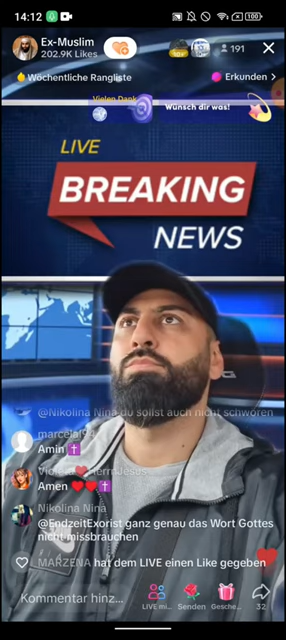 14:12
100
Ex-Muslim
202.9K Likes
191
Wöchentliche Rangliste
Erkunden >
Vielen Dank
Wünsch dir was!
LIVE
BREAKING
NEWS
@Nikolina Nina du sollst auch nicht schwören
Amin
Amen
Nikolina Nina
@EndzeitExorist ganz genau das Wort Gottes
nicht missbrauchen
MARZENA hat dem LIVE einen Like gegeben
Kommentar hinz...
LIVE mi...
Senden
Gesche...
32